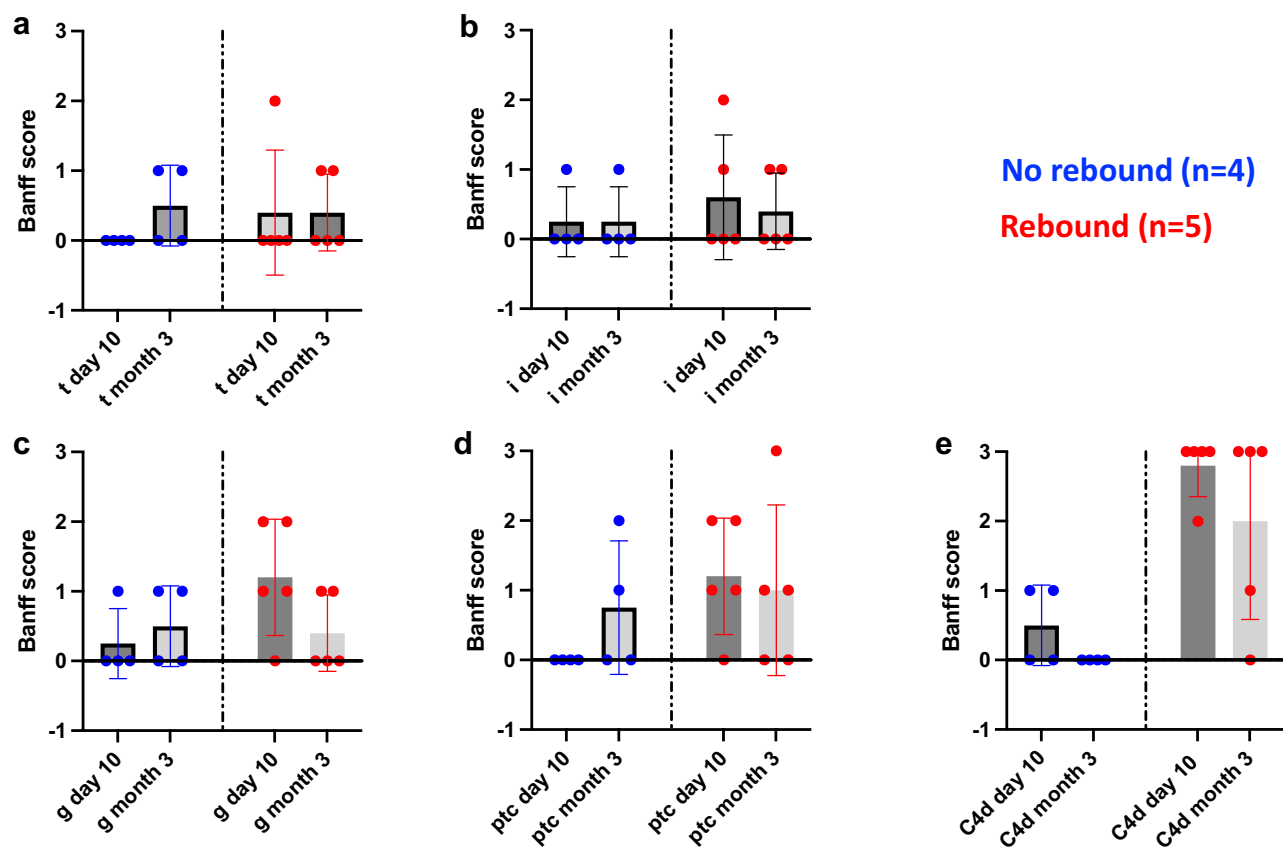 a
3
2
1
0
-1
Banff score
t day 10
t month 3
t day 10
t month 3
b
3
2
1
0
-1
Banff score
i day 10
i month 3
i day 10
i month 3
No rebound (n=4)
Rebound (n=5)
c
3
2
1
0
-1
Banff score
g day 10
g month 3
g day 10
g month 3
d
3
2
1
0
-1
Banff score
ptc day 10
ptc month 3
ptc day 10
ptc month 3
e
3
2
1
0
-1
Banff score
C4d day 10
C4d month 3
C4d day 10
C4d month 3